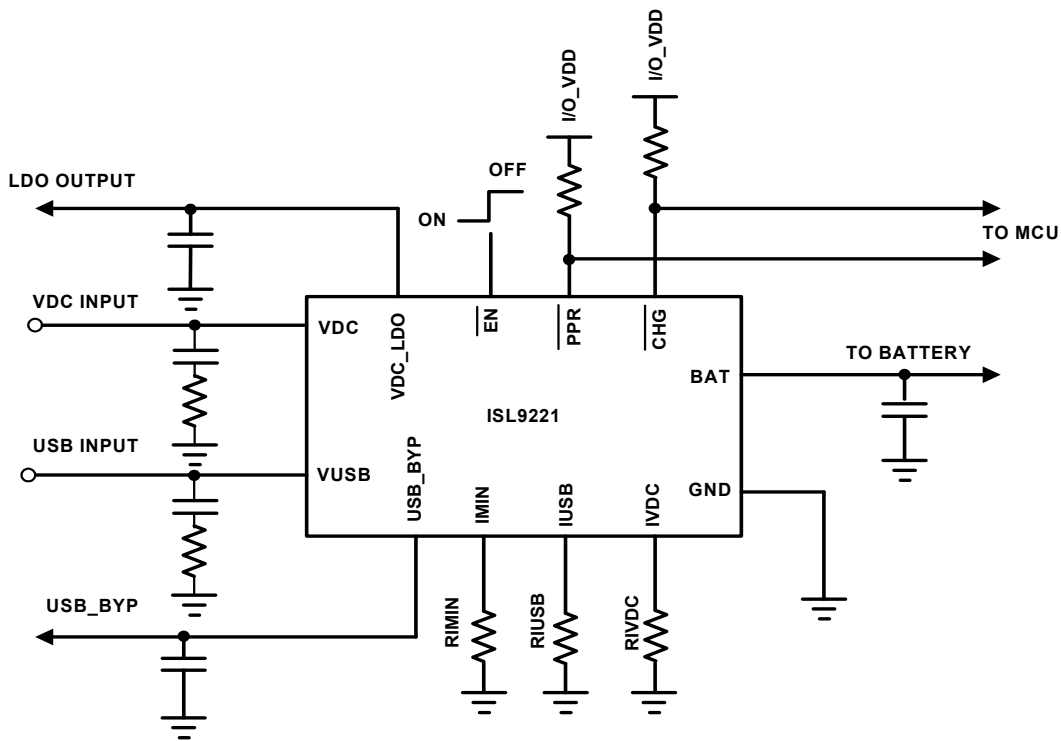 I/O_VDD
I/O_VDD
LDO OUTPUT
OFF
ON
TO MCU
VDC INPUT
VDC
VDC_LDO
EN
PPR
CHG
TO BATTERY
BAT
ISL9221
USB INPUT
VUSB
USB_BYP
IMIN
IUSB
IVDC
GND
USB_BYP
RIMIN
RIUSB
RIVDC